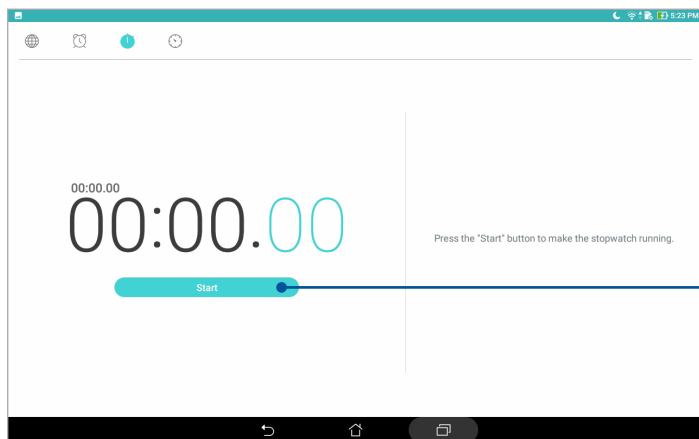 5:23 PM
00:00.00
00:00.00
Press the "Start" button to make the stopwatch running.
Start